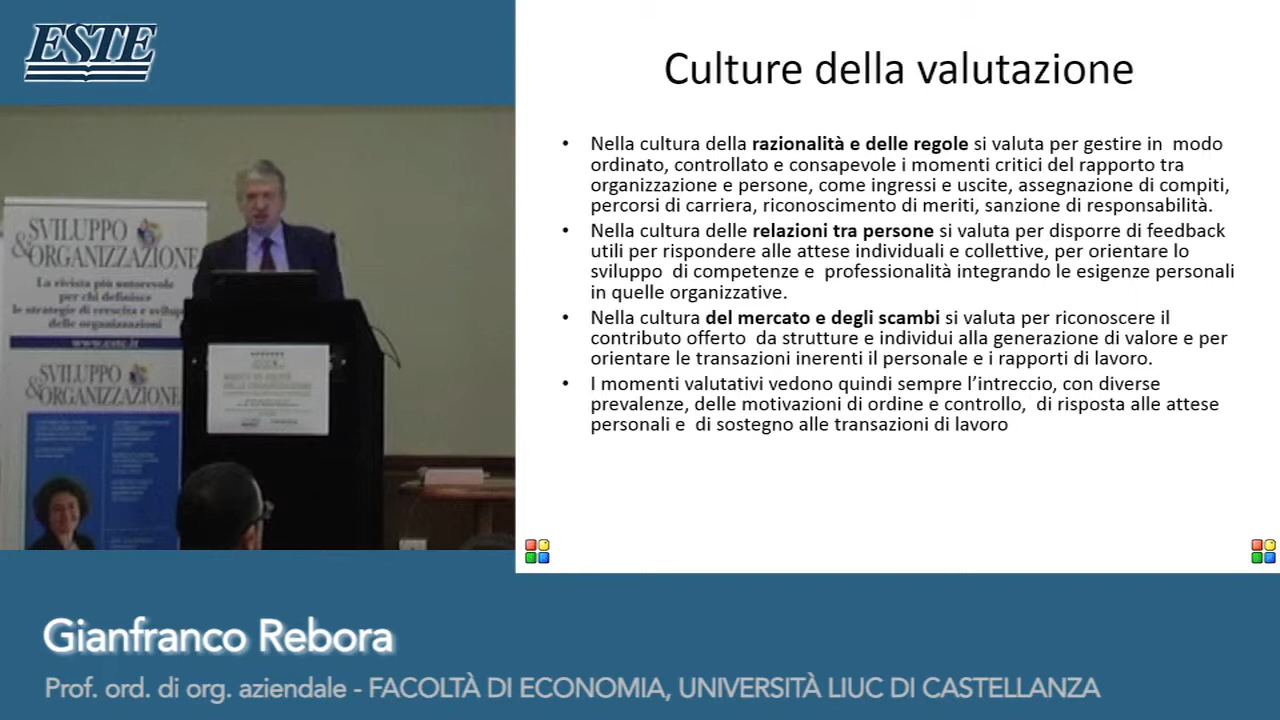 ESTE
Culture della valutazione
• Nella cultura della razionalità e delle regole si valuta per gestire in modo
ordinato, controllato e consapevole i momenti critici del rapporto tra
organizzazione e persone, come ingressi e uscite, assegnazione di compiti,
percorsi di carriera, riconoscimento di meriti, sanzione di responsabilità.
• Nella cultura delle relazioni tra persone si valuta per disporre di feedback
utili per rispondere alle attese individuali e collettive, per orientare lo
sviluppo di competenze e professionalità integrando le esigenze personali
in quelle organizzative.
• Nella cultura del mercato e degli scambi si valuta per riconoscere il
contributo offerto da strutture e individui alla generazione di valore e per
orientare le transazioni inerenti il personale e i rapporti di lavoro.
• I momenti valutativi vedono quindi sempre l'intreccio, con diverse
prevalenze, delle motivazioni di ordine e controllo, di risposta alle attese
personali e di sostegno alle transazioni di lavoro
SVILUPPO
&ORGANIZZAZIONE
La rivista più autorevole
per chi definisce
le strategie di crescita e svilup
delle organizzazioni
www.este.it
SVILUPPO
&ORGANIZZAZIONE
Gianfranco Rebora
Prof. ord. di org. aziendale - FACOLTÀ DI ECONOMIA, UNIVERSITÀ LIUC DI CASTELLANZA